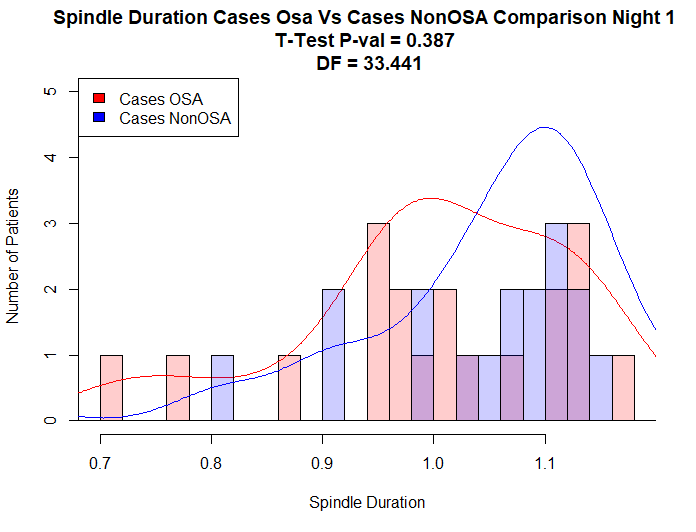 Spindle Duration Cases Osa Vs Cases NonOSA Comparison Night 1
T-Test P-val = 0.387
DF = 33.441
Cases OSA
Cases NonOSA
Number of Patients
5
4
3
2
1
0
0.7 0.8 0.9 1.0 1.1
Spindle Duration